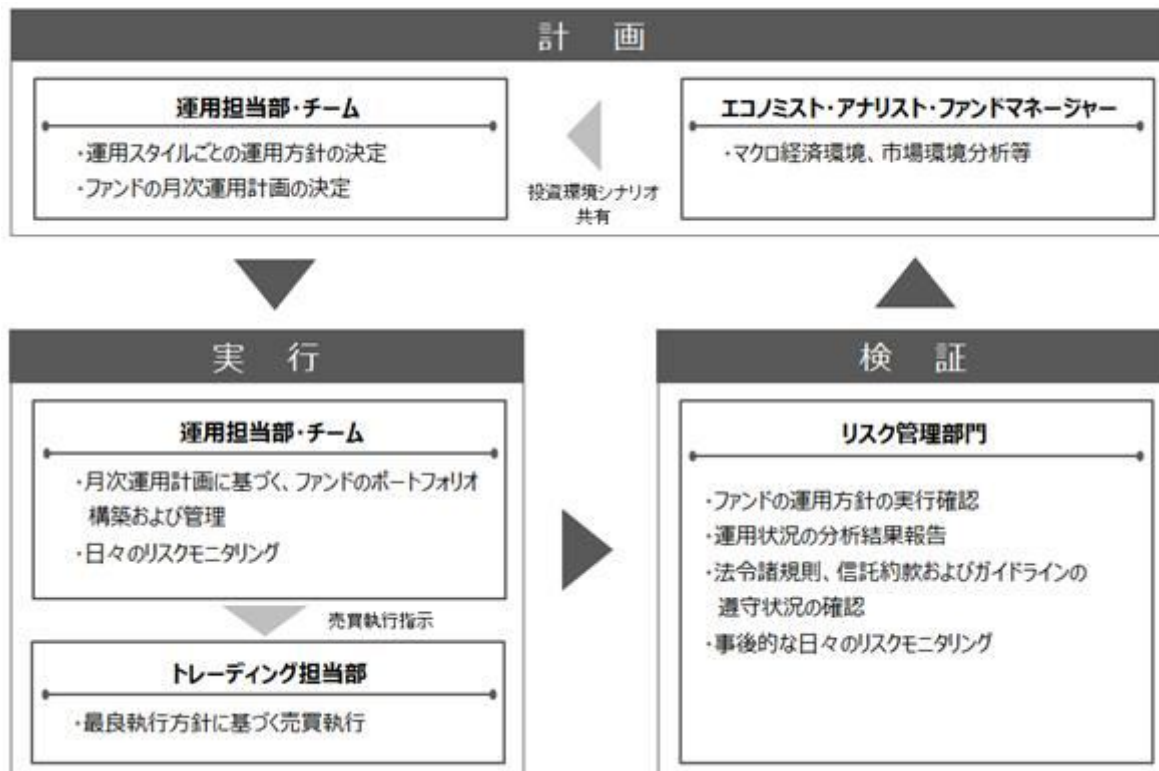 計 画
運用担当部・チーム
・運用スタイルごとの運用方針の決定
・ファンドの月次運用計画の決定
投資環境シナリオ
共有
エコノミスト・アナリスト・ファンドマネージャー
・マクロ経済環境、市場環境分析等
実 行
運用担当部・チーム
・月次運用計画に基づく、ファンドのポートフォリオ
構築および管理
・日々のリスクモニタリング
売買執行指示
トレーディング担当部
・最良執行方針に基づく売買執行
検 証
リスク管理部門
・ファンドの運用方針の実行確認
・運用状況の分析結果報告
・法令諸規則、信託約款およびガイドラインの
遵守状況の確認
・事後的な日々のリスクモニタリング